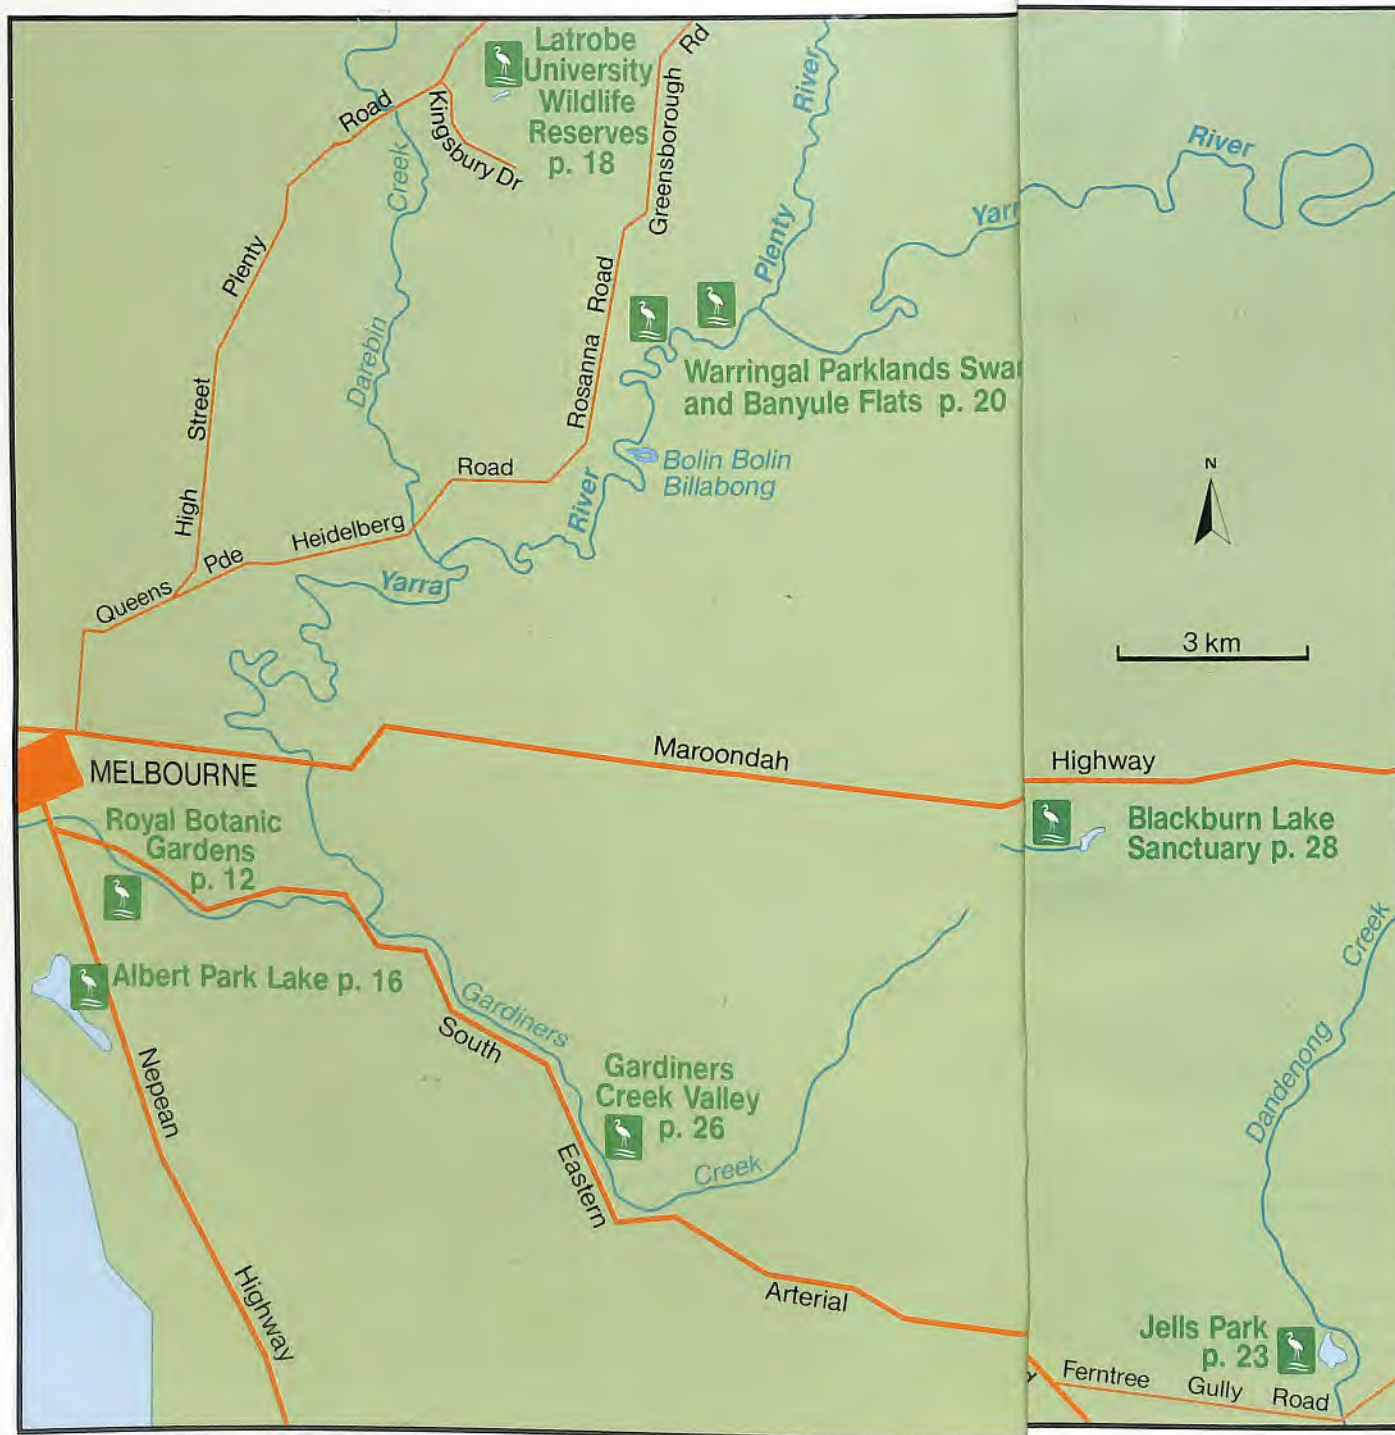 Latrobe
University
Wildlife
Reserves
p. 18
Greensborough Rd
Plenty River
River
Yarr
Road
Kingsbury Dr
Creek
Plenty
Darebin
Rosanna Road
Warringal Parklands Swa
and Banyule Flats p. 20
High Street
Road
Bolin Bolin
Billabong
River
N
Heidelberg
Queens Pde
Yarra
3 km
Maroondah
Highway
MELBOURNE
Royal Botanic
Gardens
p. 12
Blackburn Lake
Sanctuary p. 28
Albert Park Lake p. 16
Gardiners
South
Dandenong Creek
Nepean
Gardiners
Creek Valley
p. 26
Creek
Eastern
Highway
Arterial
Jells Park
p. 23
Ferntree Gully Road